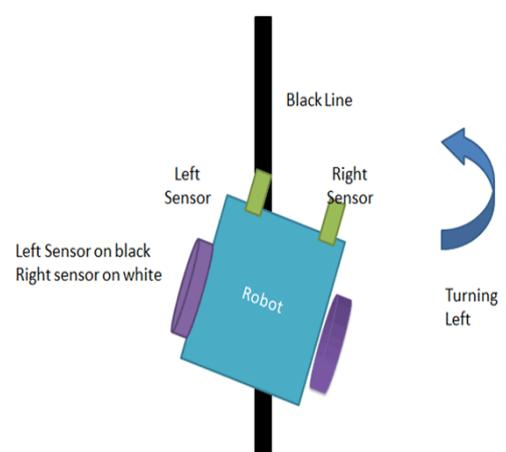 Black Line
Left
Sensor
Right
Sensor
Left Sensor on black
Right sensor on white
Robot
Turning
Left